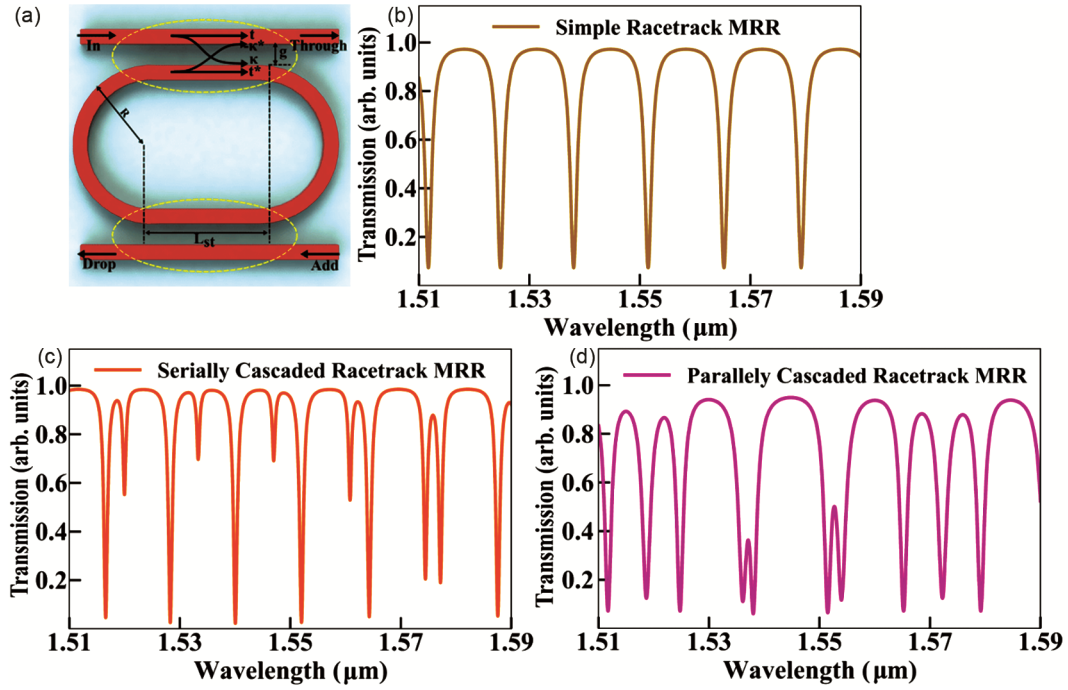 (a)
In
t
κ*
κ
t*
g
Through
R
Lst
Drop
Add
(b)
Simple Racetrack MRR
Transmission (arb. units)
1.0
0.8
0.6
0.4
0.2
1.51
1.53
1.55
1.57
1.59
Wavelength (μm)
(c)
Serially Cascaded Racetrack MRR
Transmission (arb. units)
1.0
0.8
0.6
0.4
0.2
1.51
1.53
1.55
1.57
1.59
Wavelength (μm)
(d)
Parallely Cascaded Racetrack MRR
Transmission (arb. units)
1.0
0.8
0.6
0.4
0.2
1.51
1.53
1.55
1.57
1.59
Wavelength (μm)